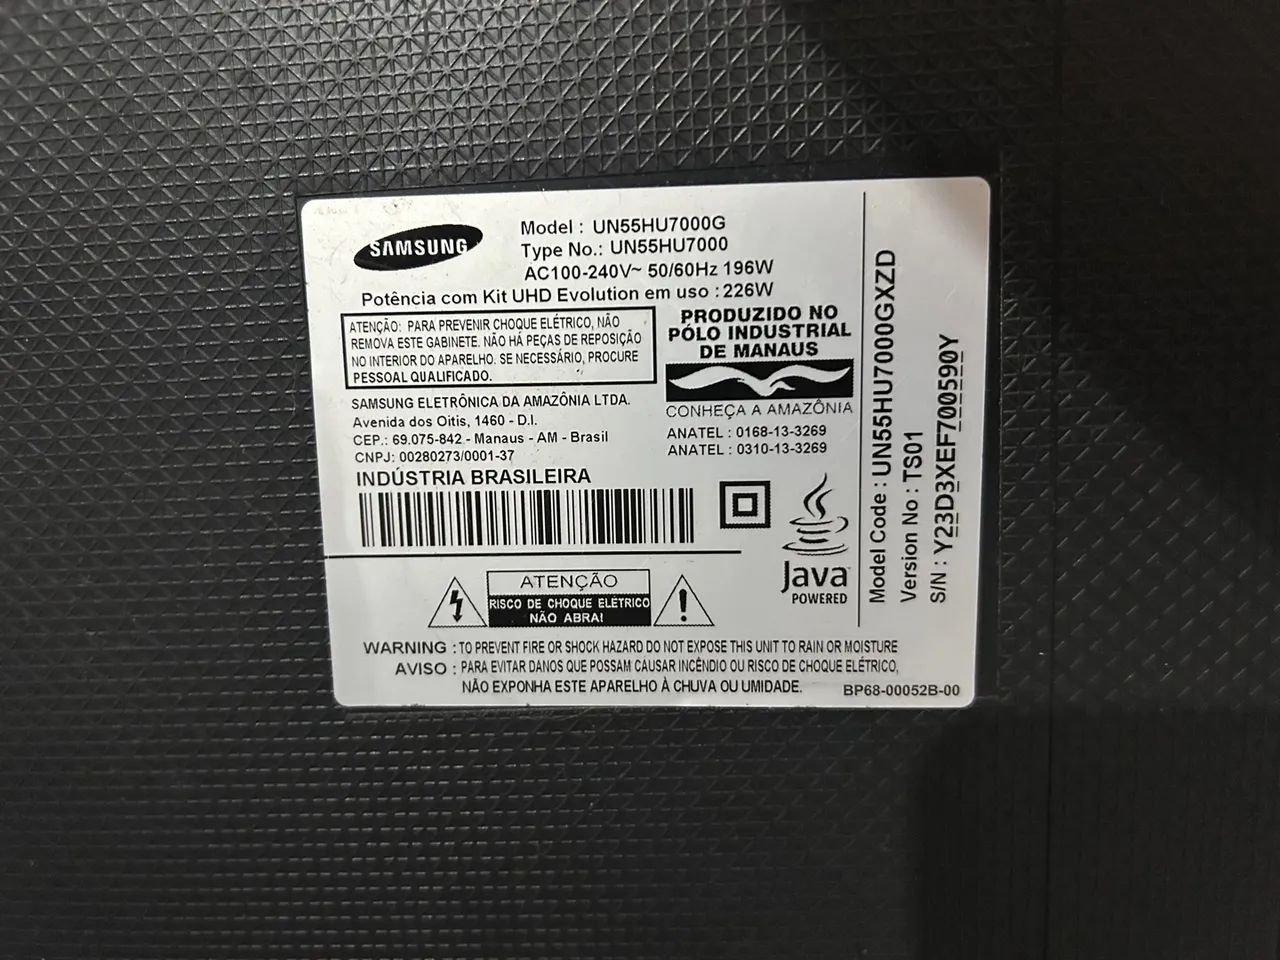 SAMSUNG
Model : UN55HU7000G
Type No.: UN55HU7000
AC100-240V~ 50/60Hz 196W
Potência com Kit UHD Evolution em uso : 226W
ATENÇÃO: PARA PREVENIR CHOQUE ELÉTRICO, NÃO
REMOVA ESTE GABINETE. NÃO HÁ PEÇAS DE REPOSIÇÃO
NO INTERIOR DO APARELHO. SE NECESSÁRIO, PROCURE
PESSOAL QUALIFICADO.
PRODUZIDO NO
PÓLO INDUSTRIAL
DE MANAUS
CONHEÇA A AMAZÔNIA
SAMSUNG ELETRÔNICA DA AMAZÔNIA LTDA.
Avenida dos Oitis, 1460 - D.I.
CEP.: 69.075-842 - Manaus - AM - Brasil
CNPJ: 00280273/0001-37
ANATEL : 0168-13-3269
ANATEL : 0310-13-3269
INDÚSTRIA BRASILEIRA
Java
POWERED
ATENÇÃO
RISCO DE CHOQUE ELÉTRICO
NÃO ABRA!
WARNING : TO PREVENT FIRE OR SHOCK HAZARD DO NOT EXPOSE THIS UNIT TO RAIN OR MOISTURE
AVISO : PARA EVITAR DANOS QUE POSSAM CAUSAR INCÊNDIO OU RISCO DE CHOQUE ELÉTRICO,
NÃO EXPONHA ESTE APARELHO À CHUVA OU UMIDADE.
BP68-00052B-00
Model Code : UN55HU7000GXZD
Version No : TS01
S/N : Y23D3XEF700590Y